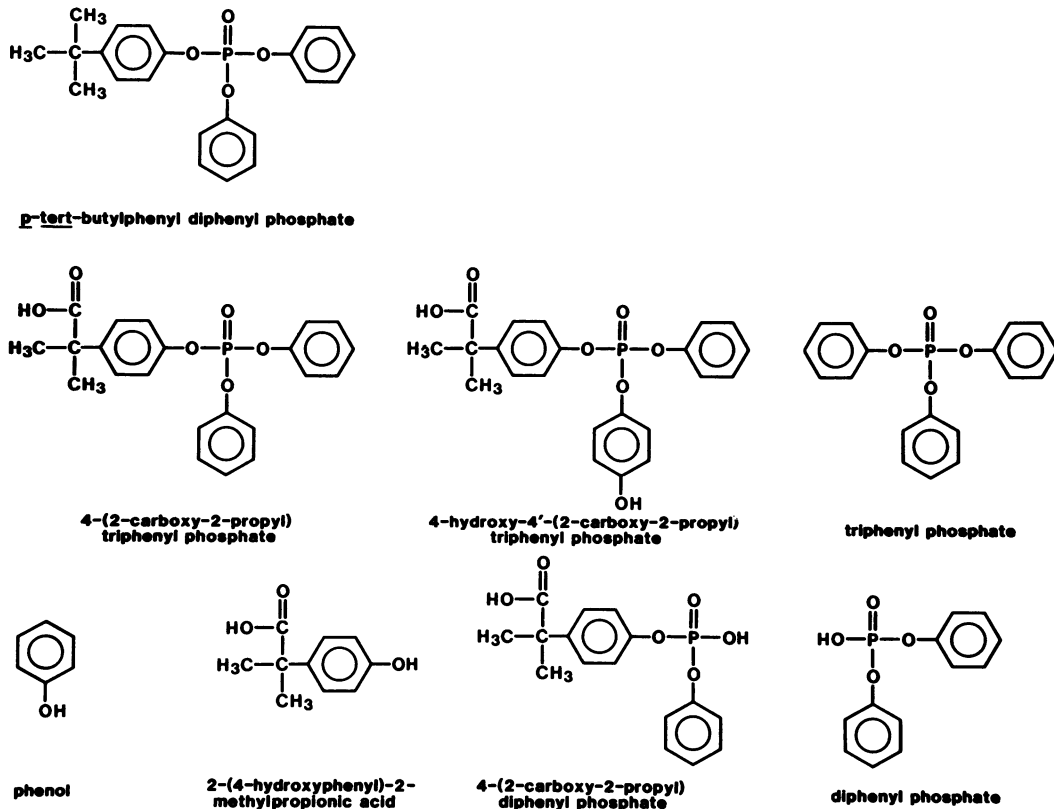 CH₃
H₃C—C—O—P—O
O
CH₃
O
p-tert-butylphenyl diphenyl phosphate
O
HO—C
O
H₃C—C—O—P—O
CH₃
O
4-(2-carboxy-2-propyl)
triphenyl phosphate
O
HO—C
O
H₃C—C—O—P—O
CH₃
O
OH
4-hydroxy-4'-(2-carboxy-2-propyl)
triphenyl phosphate
O
O—P—O
O
triphenyl phosphate
OH
phenol
O
HO—C
H₃C—C—OH
CH₃
2-(4-hydroxyphenyl)-2-
methylpropionic acid
O
HO—C
O
H₃C—C—O—P—OH
CH₃
O
4-(2-carboxy-2-propyl)
diphenyl phosphate
O
HO—P—O
O
diphenyl phosphate